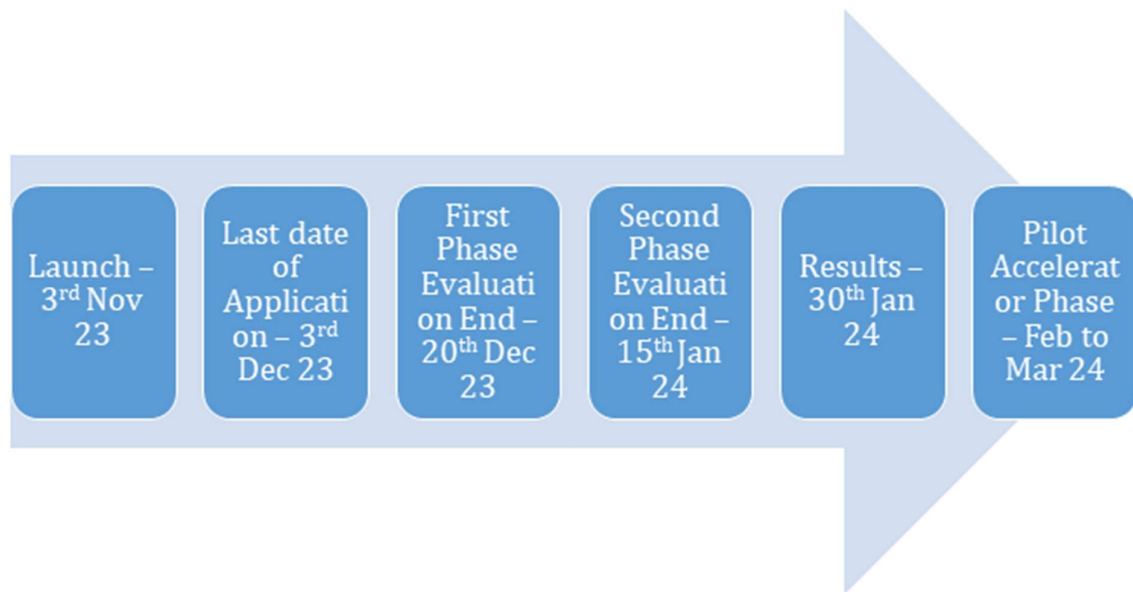 Launch –
3rd Nov
23
Last date
of
Applicati
on – 3rd
Dec 23
First
Phase
Evaluati
on End –
20th Dec
23
Second
Phase
Evaluati
on End –
15th Jan
24
Results –
30th Jan
24
Pilot
Accelerat
or Phase
– Feb to
Mar 24